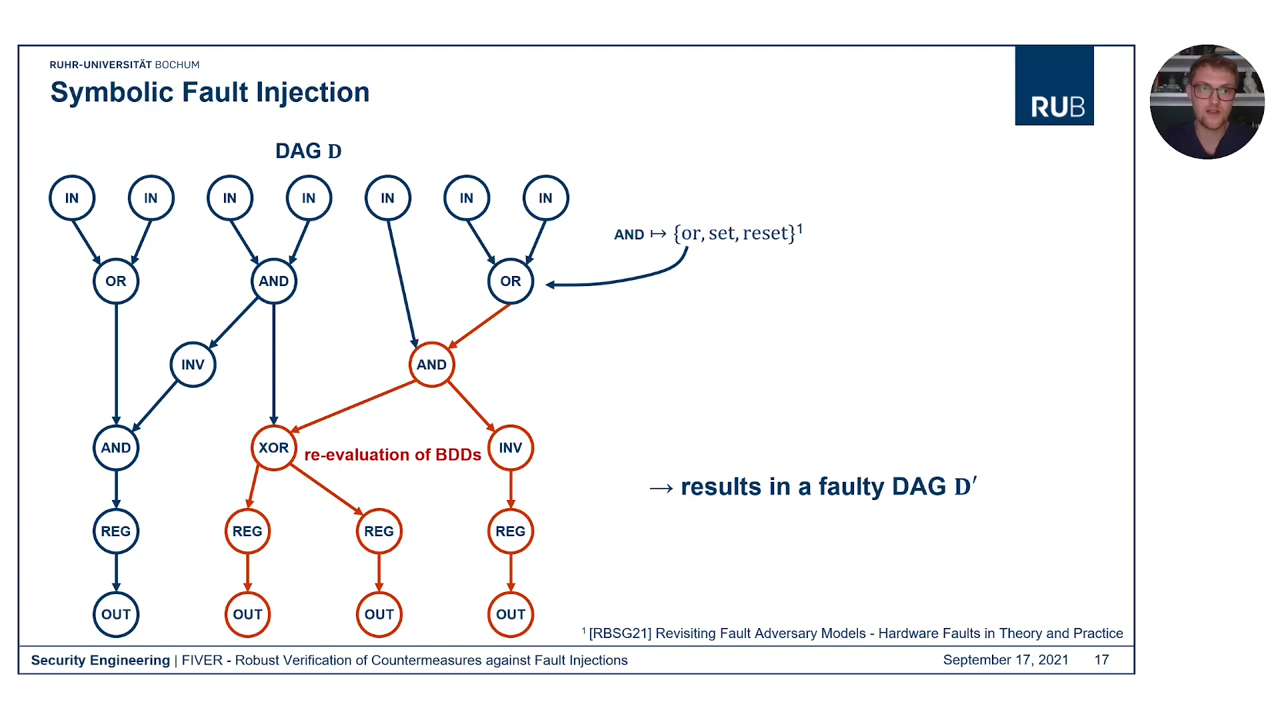 RUHR-UNIVERSITÄT BOCHUM
Symbolic Fault Injection
RUB
DAG D
IN IN IN IN IN IN IN
AND ↦ {or, set, reset}¹
OR AND OR
INV AND
AND XOR re-evaluation of BDDs INV
→ results in a faulty DAG D′
REG REG REG REG
OUT OUT OUT OUT
¹ [RBSG21] Revisiting Fault Adversary Models - Hardware Faults in Theory and Practice
Security Engineering | FIVER - Robust Verification of Countermeasures against Fault Injections September 17, 2021 17